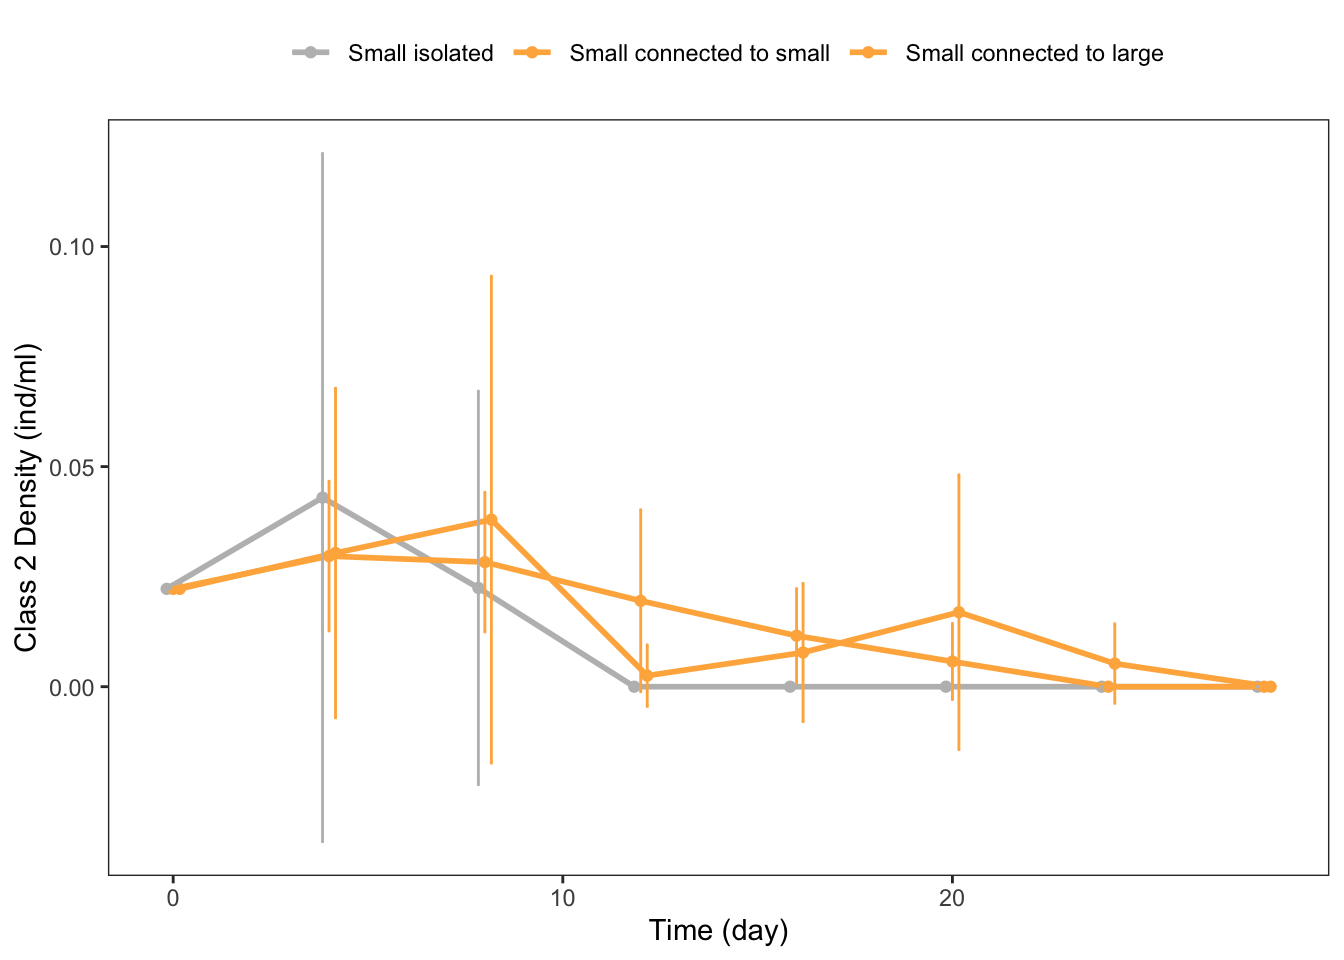 Small isolated Small connected to small Small connected to large
0.10
0.05
0.00
Class 2 Density (ind/ml)
0 10 20
Time (day)